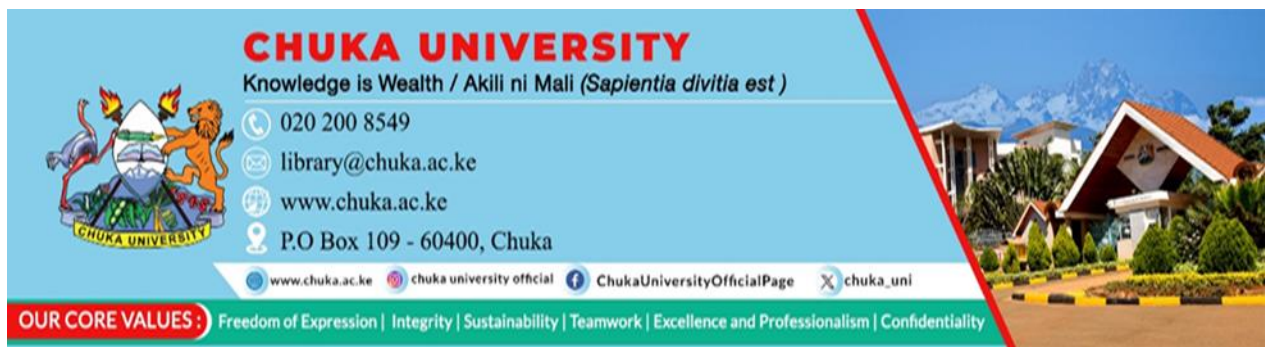 CHUKA UNIVERSITY
Knowledge is Wealth / Akili ni Mali (Sapientia divitia est )
020 200 8549
library@chuka.ac.ke
www.chuka.ac.ke
P.O Box 109 - 60400, Chuka
CHUKA UNIVERSITY
www.chuka.ac.ke chuka university official ChukaUniversityOfficialPage chuka_uni
OUR CORE VALUES : Freedom of Expression | Integrity | Sustainability | Teamwork | Excellence and Professionalism | Confidentiality